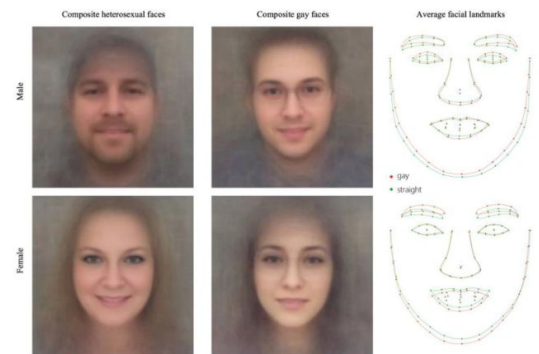 Composite heterosexual faces
Composite gay faces
Average facial landmarks
Male
gay
straight
Female